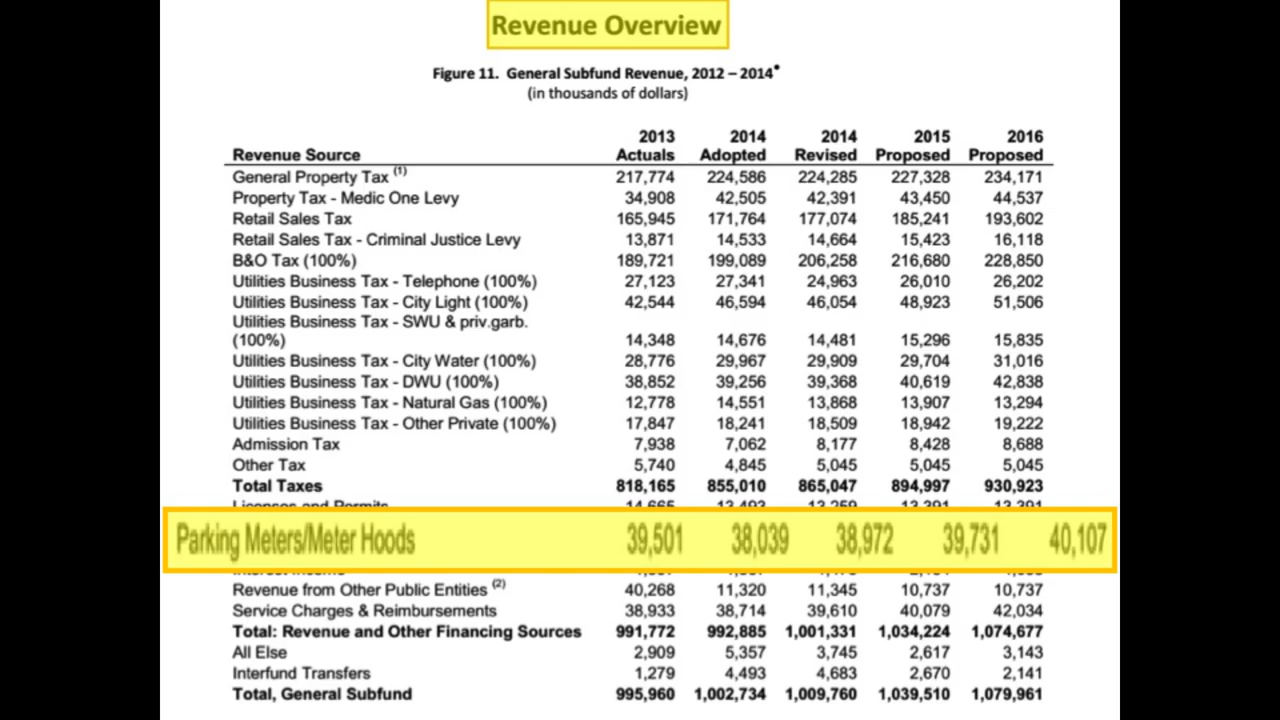 Revenue Overview
Figure 11. General Subfund Revenue, 2012 – 2014*
(in thousands of dollars)
2013 2014 2014 2015 2016
Revenue Source Actuals Adopted Revised Proposed Proposed
General Property Tax (1) 217,774 224,586 224,285 227,328 234,171
Property Tax - Medic One Levy 34,908 42,505 42,391 43,450 44,537
Retail Sales Tax 165,945 171,764 177,074 185,241 193,602
Retail Sales Tax - Criminal Justice Levy 13,871 14,533 14,664 15,423 16,118
B&O Tax (100%) 189,721 199,089 206,258 216,680 228,850
Utilities Business Tax - Telephone (100%) 27,123 27,341 24,963 26,010 26,202
Utilities Business Tax - City Light (100%) 42,544 46,594 46,054 48,923 51,506
Utilities Business Tax - SWU & priv.garb.
(100%) 14,348 14,676 14,481 15,296 15,835
Utilities Business Tax - City Water (100%) 28,776 29,967 29,909 29,704 31,016
Utilities Business Tax - DWU (100%) 38,852 39,256 39,368 40,619 42,838
Utilities Business Tax - Natural Gas (100%) 12,778 14,551 13,868 13,907 13,294
Utilities Business Tax - Other Private (100%) 17,847 18,241 18,509 18,942 19,222
Admission Tax 7,938 7,062 8,177 8,428 8,688
Other Tax 5,740 4,845 5,045 5,045 5,045
Total Taxes 818,165 855,010 865,047 894,997 930,923
Licenses and Permits
Parking Meters/Meter Hoods 39,501 38,039 38,972 39,731 40,107
Revenue from Other Public Entities (2) 40,268 11,320 11,345 10,737 10,737
Service Charges & Reimbursements 38,933 38,714 39,610 40,079 42,034
Total: Revenue and Other Financing Sources 991,772 992,885 1,001,331 1,034,224 1,074,677
All Else 2,909 5,357 3,745 2,617 3,143
Interfund Transfers 1,279 4,493 4,683 2,670 2,141
Total, General Subfund 995,960 1,002,734 1,009,760 1,039,510 1,079,961